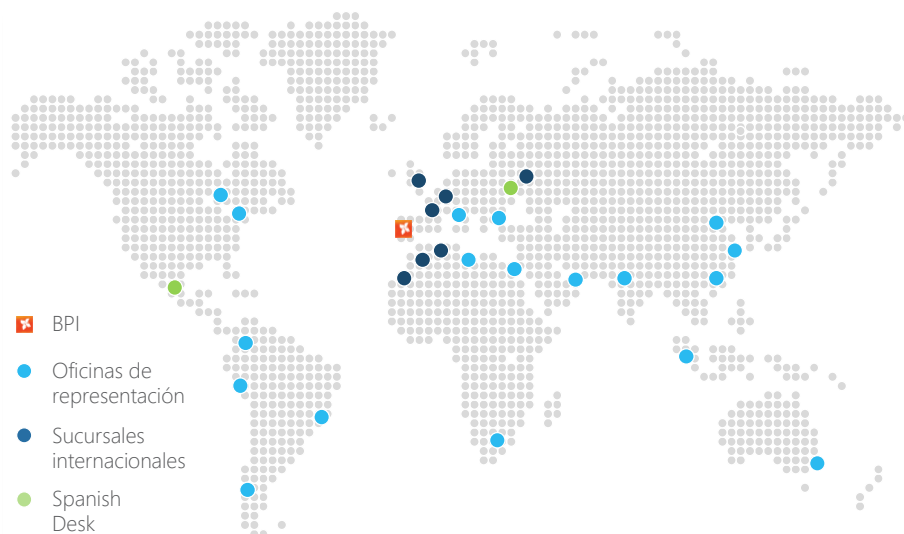 BPI
Oficinas de
representación
Sucursales
internacionales
Spanish
Desk